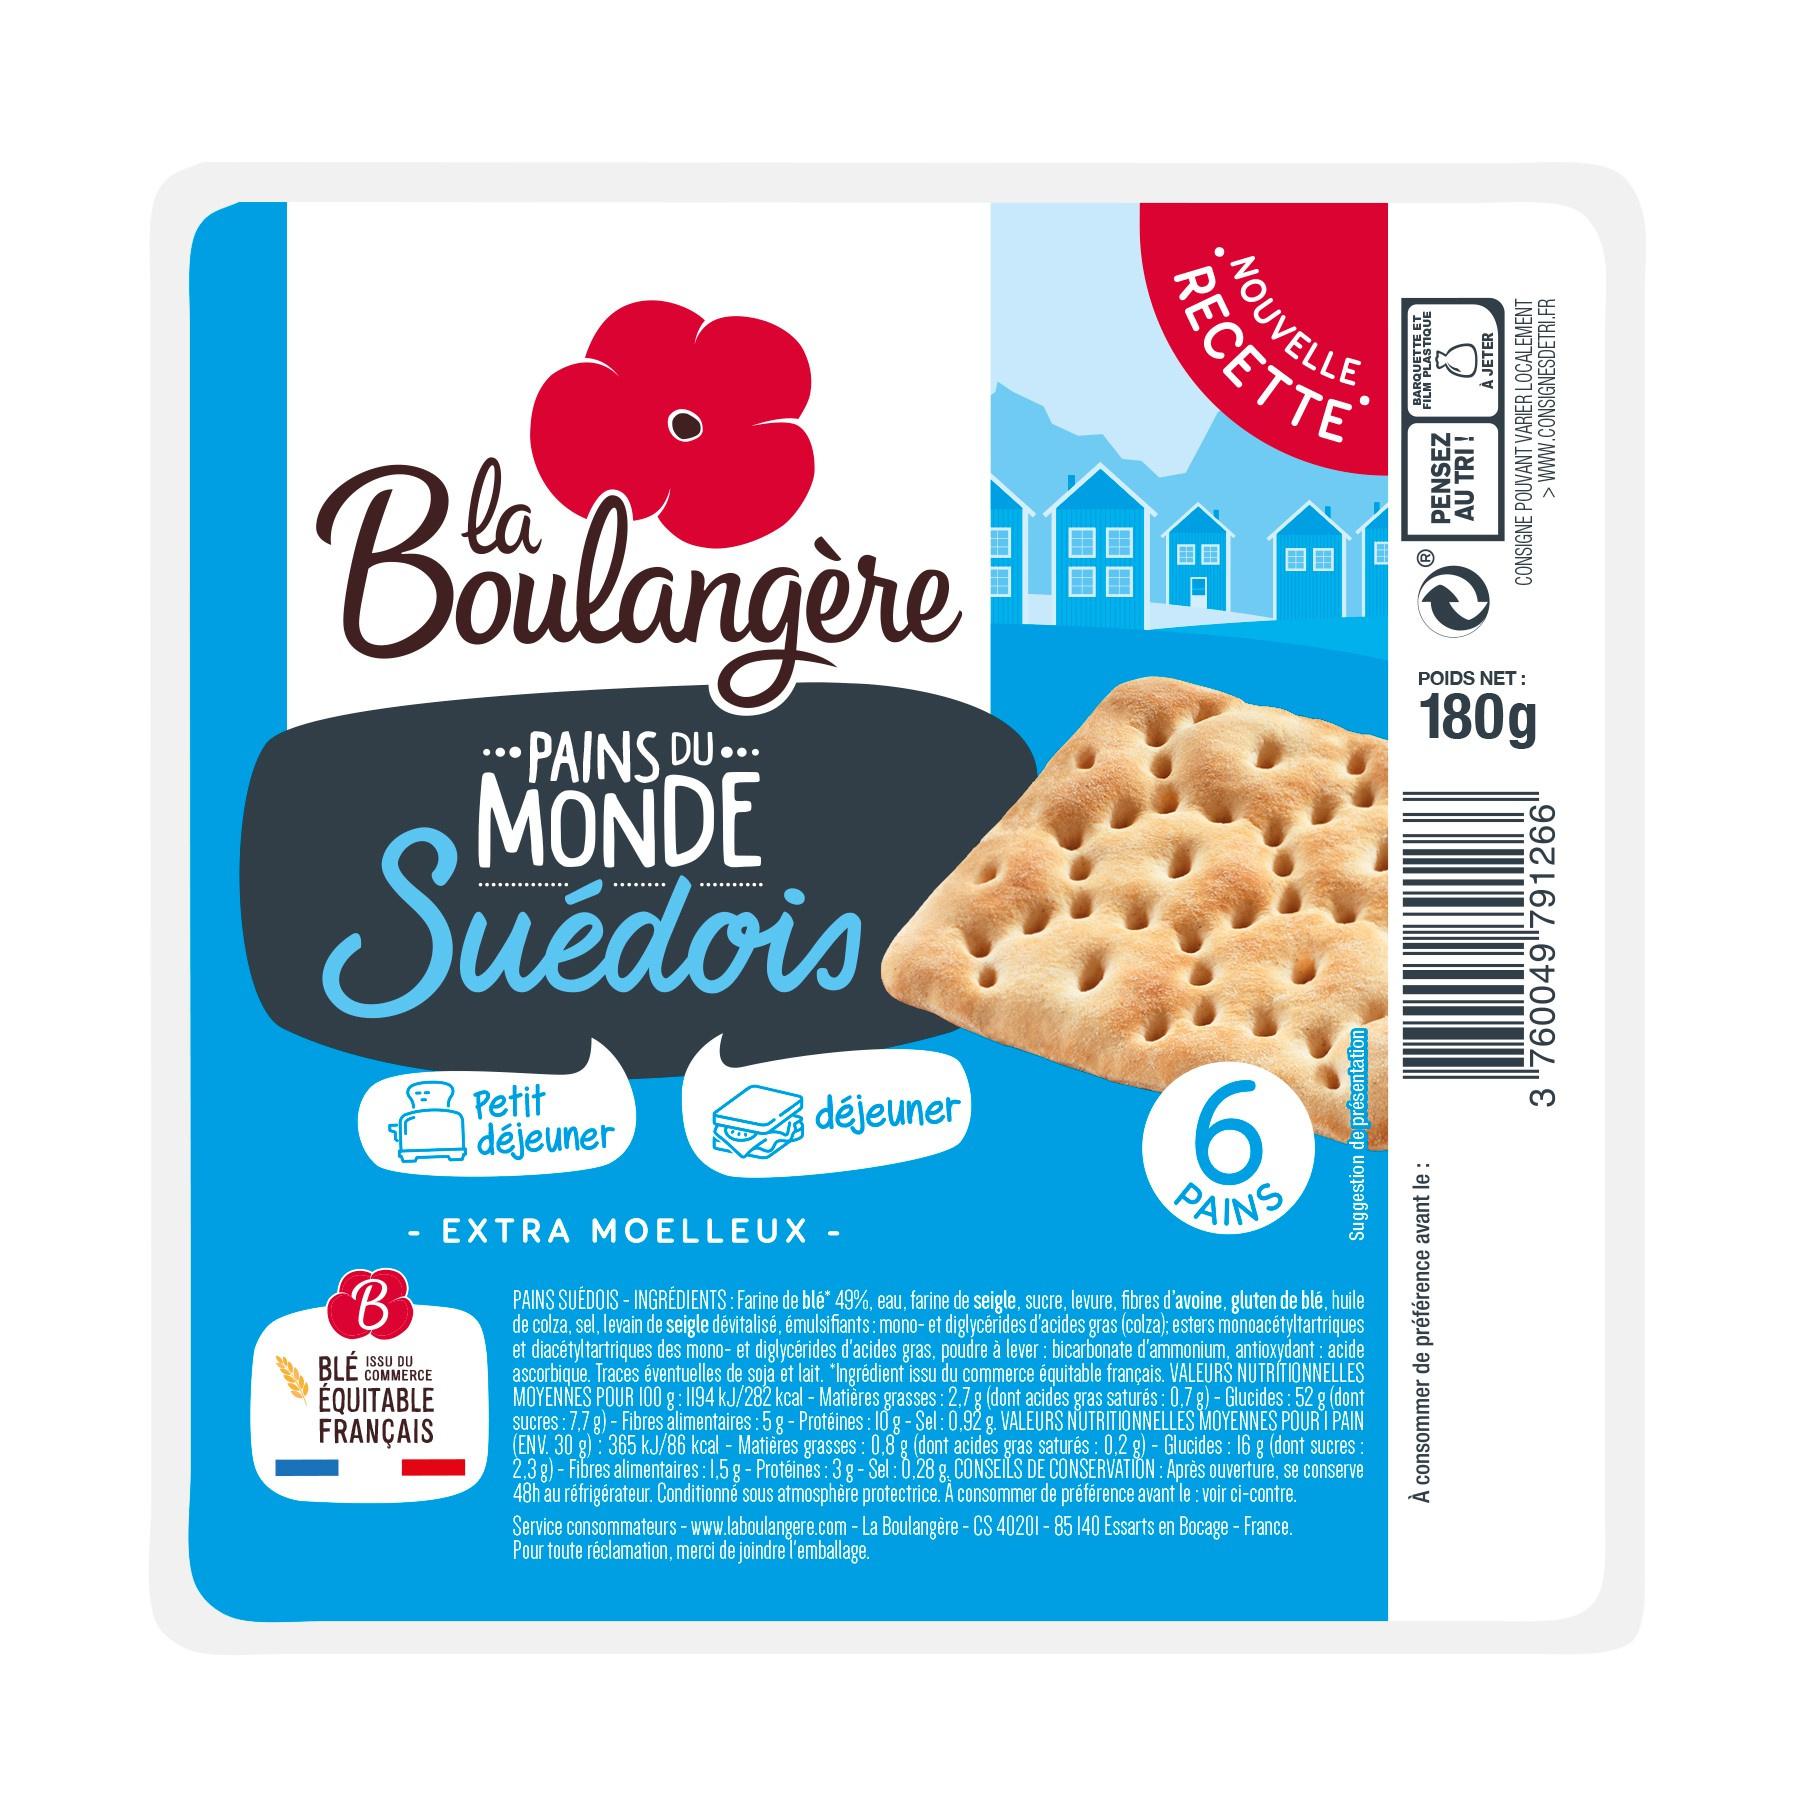 la
Boulangère
PAINS DU
MONDE
Suédois
Petit
déjeuner
déjeuner
- EXTRA MOELLEUX -
• NOUVELLE •
RECETTE
6
PAINS
Suggestion de présentation
B
BLÉ ISSU DU
COMMERCE
ÉQUITABLE
FRANÇAIS
PAINS SUÉDOIS - INGRÉDIENTS : Farine de blé* 49%, eau, farine de seigle, sucre, levure, fibres d'avoine, gluten de blé, huile
de colza, sel, levain de seigle dévitalisé, émulsifiants : mono- et diglycérides d'acides gras (colza); esters monoacétyltartriques
et diacétyltartriques des mono- et diglycérides d'acides gras, poudre à lever : bicarbonate d'ammonium, antioxydant : acide
ascorbique. Traces éventuelles de soja et lait. *Ingrédient issu du commerce équitable français. VALEURS NUTRITIONNELLES
MOYENNES POUR 100 g : 1194 kJ/282 kcal - Matières grasses : 2,7 g (dont acides gras saturés : 0,7 g) - Glucides : 52 g (dont
sucres : 7,7 g) - Fibres alimentaires : 5 g - Protéines : 10 g - Sel : 0,92 g. VALEURS NUTRITIONNELLES MOYENNES POUR 1 PAIN
(ENV. 30 g) : 365 kJ/86 kcal - Matières grasses : 0,8 g (dont acides gras saturés : 0,2 g) - Glucides : 16 g (dont sucres :
2,3 g) - Fibres alimentaires : 1,5 g - Protéines : 3 g - Sel : 0,28 g. CONSEILS DE CONSERVATION : Après ouverture, se conserve
48h au réfrigérateur. Conditionné sous atmosphère protectrice. À consommer de préférence avant le : voir ci-contre.
Service consommateurs - www.laboulangere.com - La Boulangère - CS 40201 - 85 140 Essarts en Bocage - France.
Pour toute réclamation, merci de joindre l'emballage.
BARQUETTE ET
FILM PLASTIQUE
À JETER
PENSEZ
AU TRI !
CONSIGNE POUVANT VARIER LOCALEMENT
> WWW.CONSIGNESDETRI.FR
®
POIDS NET :
180g
3 760049 791266
À consommer de préférence avant le :